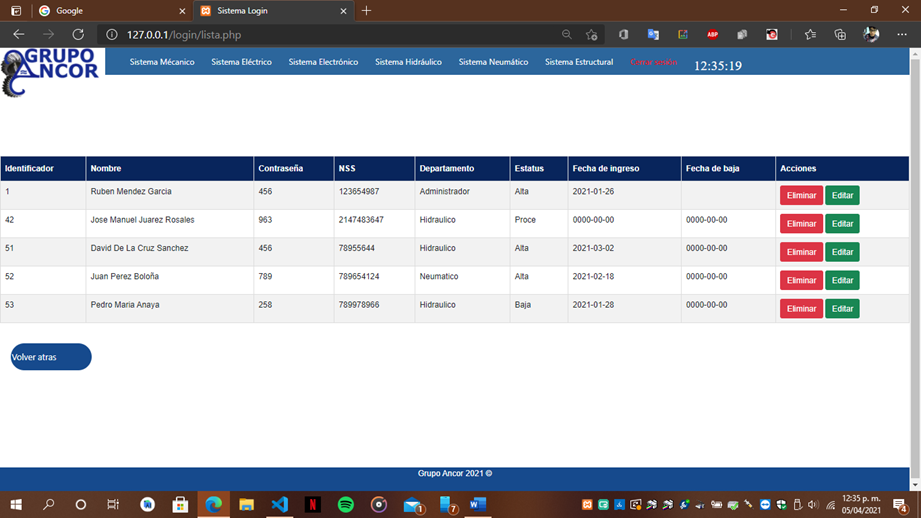 Google
Sistema Login
127.0.0.1/login/lista.php
ABP
GRUPO
ANCOR
Sistema Mécanico Sistema Eléctrico Sistema Electrónico Sistema Hidráulico Sistema Neumático Sistema Estructural Cerrar sesión 12:35:19
Identificador Nombre Contraseña NSS Departamento Estatus Fecha de ingreso Fecha de baja Acciones
1 Ruben Mendez Garcia 456 123654987 Administrador Alta 2021-01-26 Eliminar Editar
42 Jose Manuel Juarez Rosales 963 2147483647 Hidraulico Proce 0000-00-00 0000-00-00 Eliminar Editar
51 David De La Cruz Sanchez 456 78955644 Hidraulico Alta 2021-03-02 0000-00-00 Eliminar Editar
52 Juan Perez Boloña 789 789654124 Neumatico Alta 2021-02-18 0000-00-00 Eliminar Editar
53 Pedro Maria Anaya 258 789978966 Hidraulico Baja 2021-01-28 0000-00-00 Eliminar Editar
Volver atras
Grupo Ancor 2021 ©
1 7 12:35 p. m. 4
05/04/2021